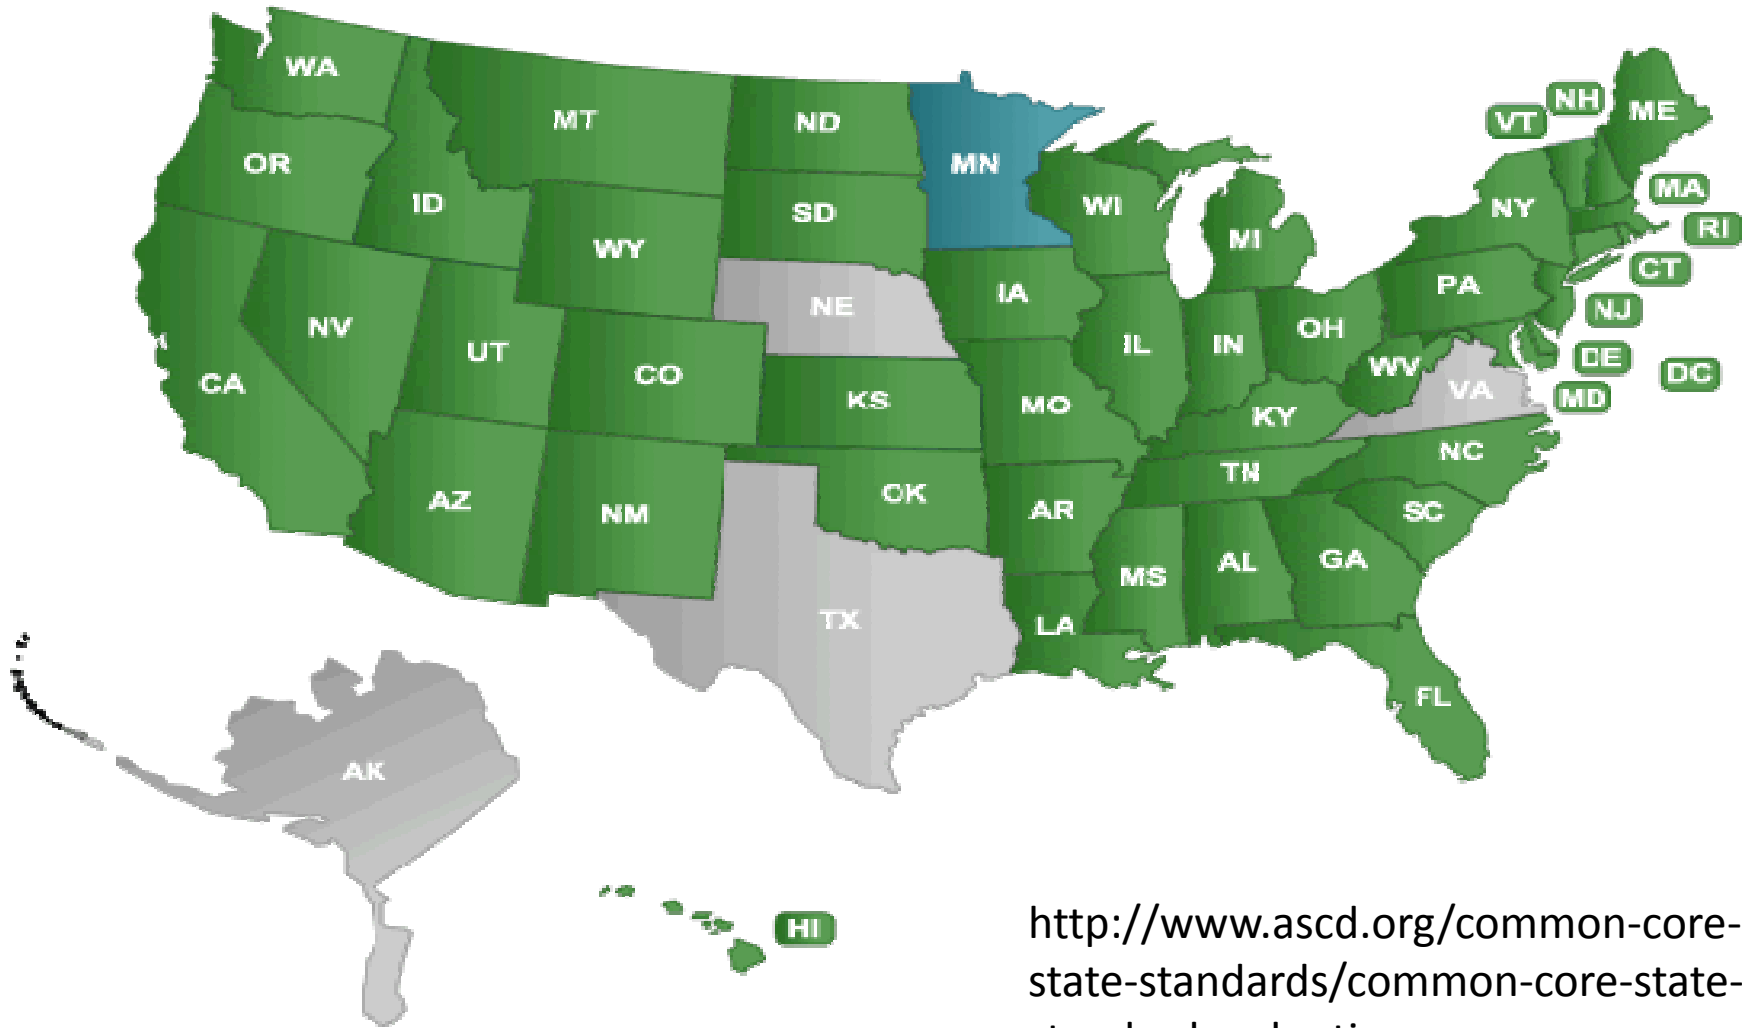 WA
MT
ND
MN
NH
VT
ME
OR
ID
SD
WI
MA
NY
RI
WY
MI
CT
IA
PA
NE
NJ
NV
OH
UT
IL
IN
DE
CO
WV
DC
CA
VA
MD
KS
MO
KY
NC
TN
AZ
OK
AR
NM
SC
AL
GA
MS
TX
LA
FL
AK
HI
http://www.ascd.org/common-core-
state-standards/common-core-state-